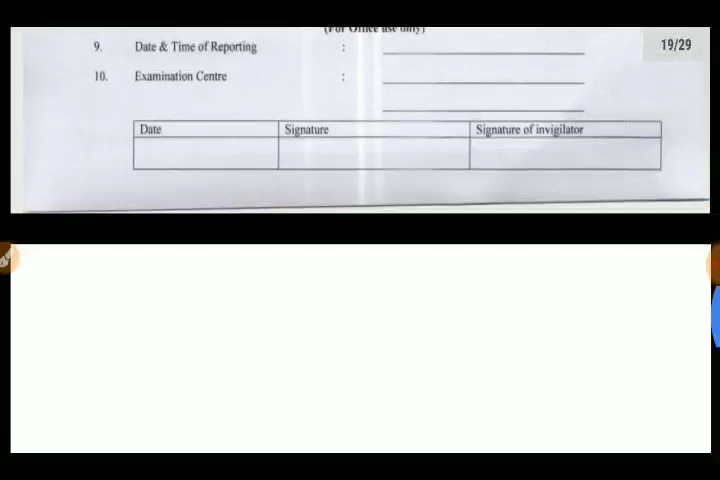 (For Office use only)
19/29
9. Date & Time of Reporting :
10. Examination Centre :
Date Signature Signature of invigilator